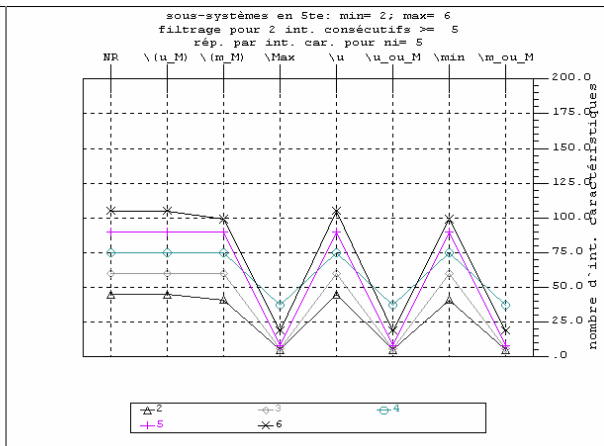 sous-systèmes en 5te: min= 2; max= 6
filtrage pour 2 int. consécutifs >= 5
rép. par int. car. pour ni= 5
NR \(u_M) \(m_M) \Max \u \u_ou_M \min \m_ou_M
200.0
175.0
150.0
125.0
100.0
75.0
50.0
25.0
.0
nombre d'int. caractéristiques
2 3 4
5 6